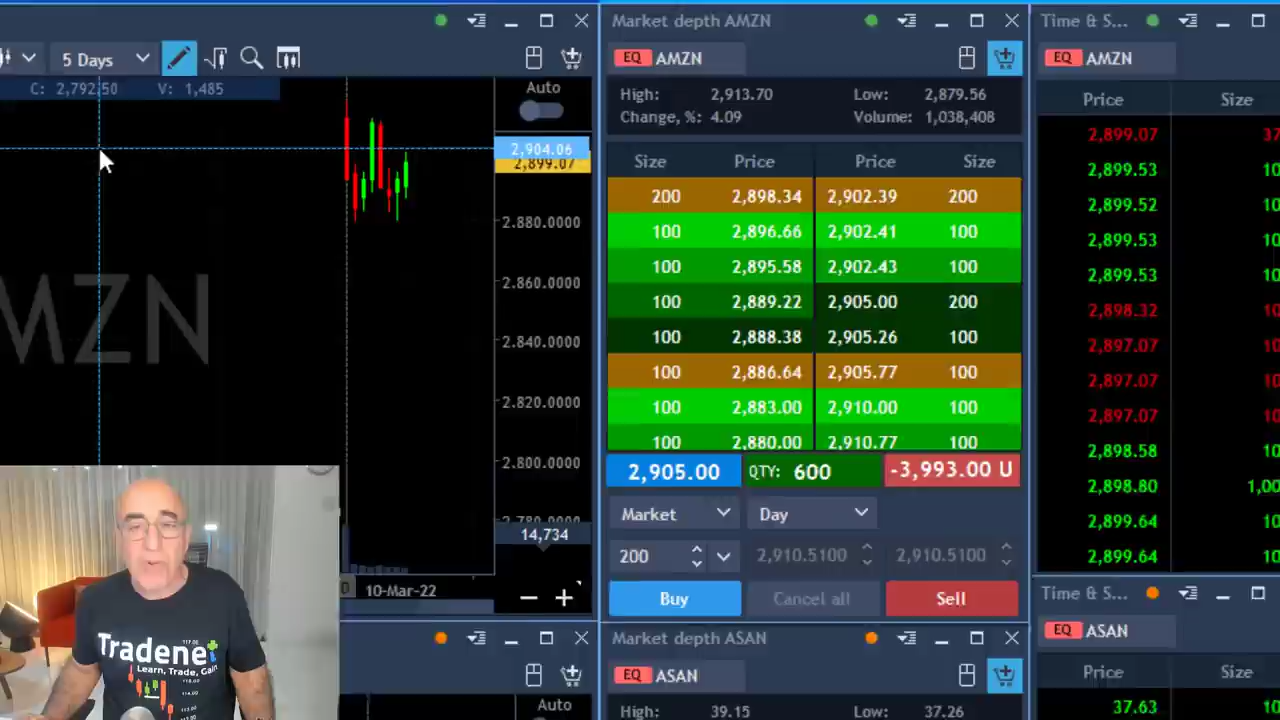 Market depth AMZN
Time & S...
5 Days
EQ AMZN
EQ AMZN
C: 2,792.50 V: 1,485
Auto
High: 2,913.70 Low: 2,879.56
Change, %: 4.09 Volume: 1,038,408
Price Size
Size Price Price Size
2,904.06
2,899.07
2,880.0000
2,860.0000
2,840.0000
2,820.0000
2,800.0000
2,780.0000
14,734
10-Mar-22
MZN
200 2,898.34 2,902.39 200
100 2,896.66 2,902.41 100
100 2,895.58 2,902.43 100
100 2,889.22 2,905.00 200
100 2,888.38 2,905.26 100
100 2,886.64 2,905.77 100
100 2,883.00 2,910.00 100
100 2,880.00 2,910.77 100
2,905.00 QTY: 600 -3,993.00 U
Market Day
200 2,910.5100 2,910.5100
Buy Cancel all Sell
2,899.07
2,899.53
2,899.52
2,899.53
2,899.53
2,898.32
2,897.07
2,897.07
2,897.07
2,898.58
2,898.80 1,00
2,899.64
2,899.64
Tradenet
Learn, Trade, Gain
Auto
Market depth ASAN
EQ ASAN
High: 39.15 Low: 37.26
Time & S...
EQ ASAN
Price Size
37.63